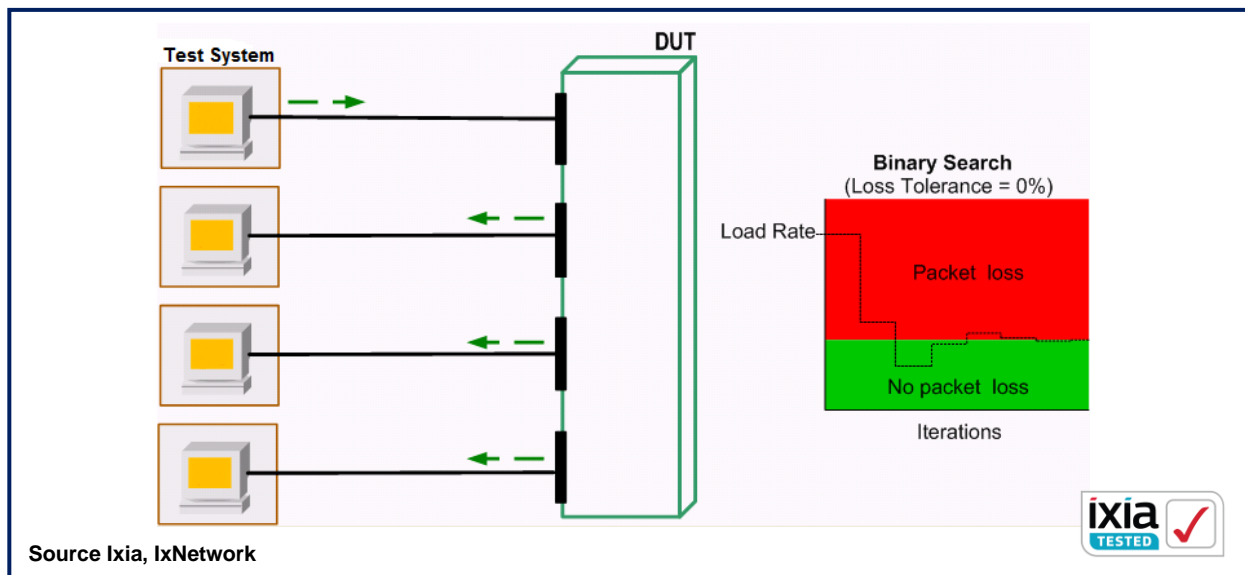 Test System
DUT
Binary Search
(Loss Tolerance = 0%)
Load Rate
Packet loss
No packet loss
Iterations
ixia
TESTED
Source Ixia, IxNetwork